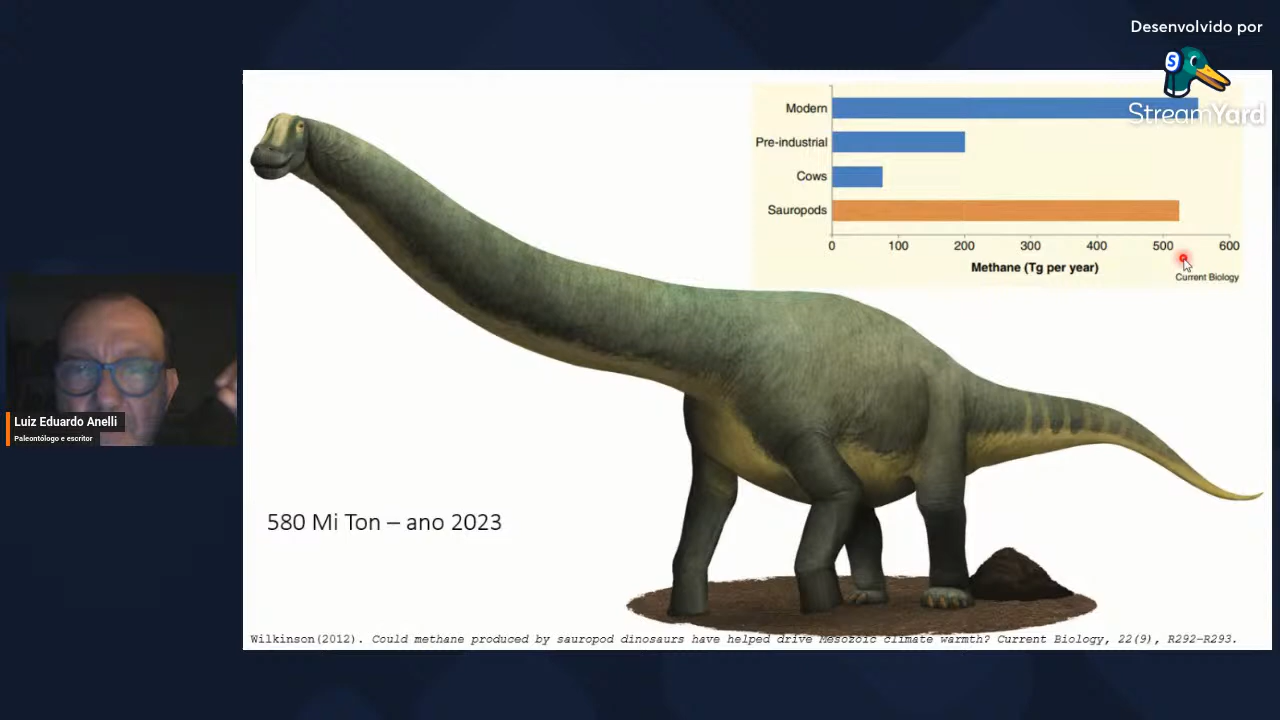 Desenvolvido por
S
StreamYard
Modern
Pre-industrial
Cows
Sauropods
0 100 200 300 400 500 600
Methane (Tg per year)
Current Biology
Luiz Eduardo Anelli
Paleontólogo e escritor
580 Mi Ton – ano 2023
Wilkinson(2012). Could methane produced by sauropod dinosaurs have helped drive Mesozoic climate warmth? Current Biology, 22(9), R292-R293.